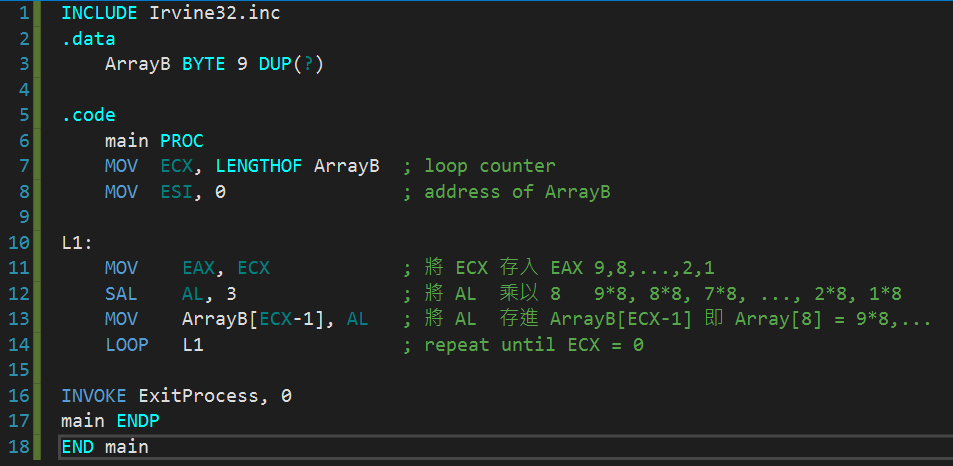 1 INCLUDE Irvine32.inc
2 .data
3 ArrayB BYTE 9 DUP(?)
4
5 .code
6 main PROC
7 MOV ECX, LENGTHOF ArrayB ; loop counter
8 MOV ESI, 0 ; address of ArrayB
9
10 L1:
11 MOV EAX, ECX ; 將 ECX 存入 EAX 9,8,...,2,1
12 SAL AL, 3 ; 將 AL 乘以 8 9*8, 8*8, 7*8, ..., 2*8, 1*8
13 MOV ArrayB[ECX-1], AL ; 將 AL 存進 ArrayB[ECX-1] 即 Array[8] = 9*8,...
14 LOOP L1 ; repeat until ECX = 0
15
16 INVOKE ExitProcess, 0
17 main ENDP
18 END main